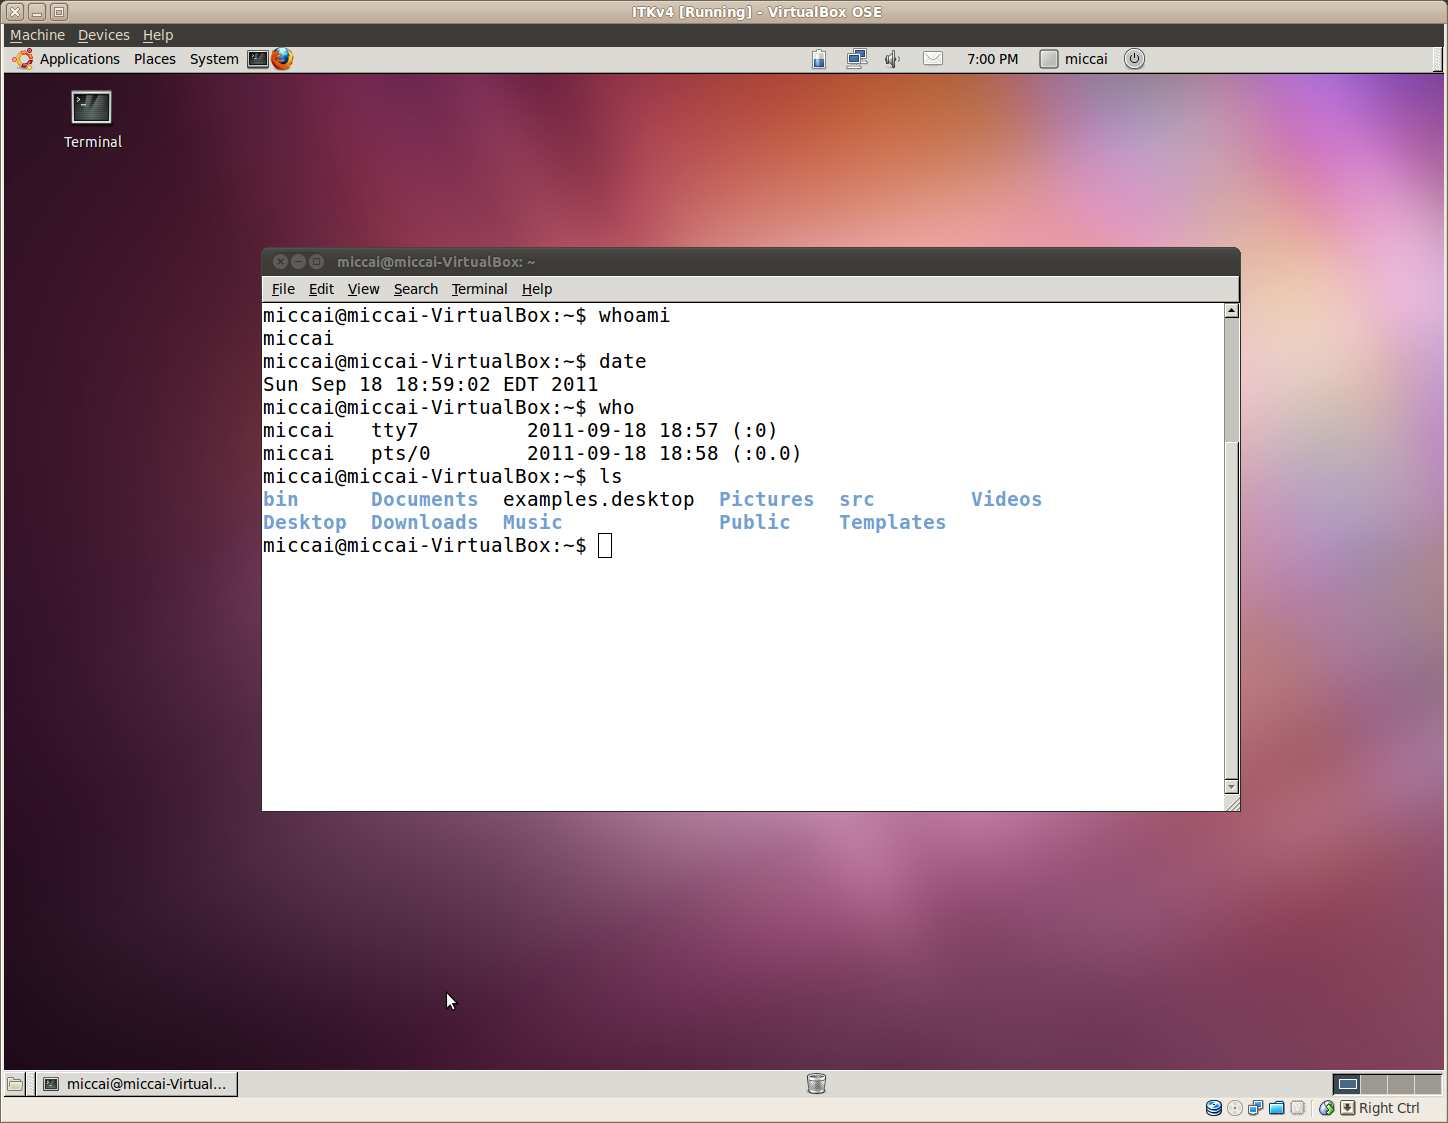 ITKv4 [Running] - VirtualBox OSE
Machine Devices Help
Applications Places System 7:00 PM miccai
Terminal
miccai@miccai-VirtualBox: ~
File Edit View Search Terminal Help
miccai@miccai-VirtualBox:~$ whoami
miccai
miccai@miccai-VirtualBox:~$ date
Sun Sep 18 18:59:02 EDT 2011
miccai@miccai-VirtualBox:~$ who
miccai   tty7         2011-09-18 18:57 (:0)
miccai   pts/0        2011-09-18 18:58 (:0.0)
miccai@miccai-VirtualBox:~$ ls
bin      Documents  examples.desktop  Pictures  src        Videos
Desktop  Downloads  Music             Public    Templates
miccai@miccai-VirtualBox:~$
miccai@miccai-Virtual...
Right Ctrl